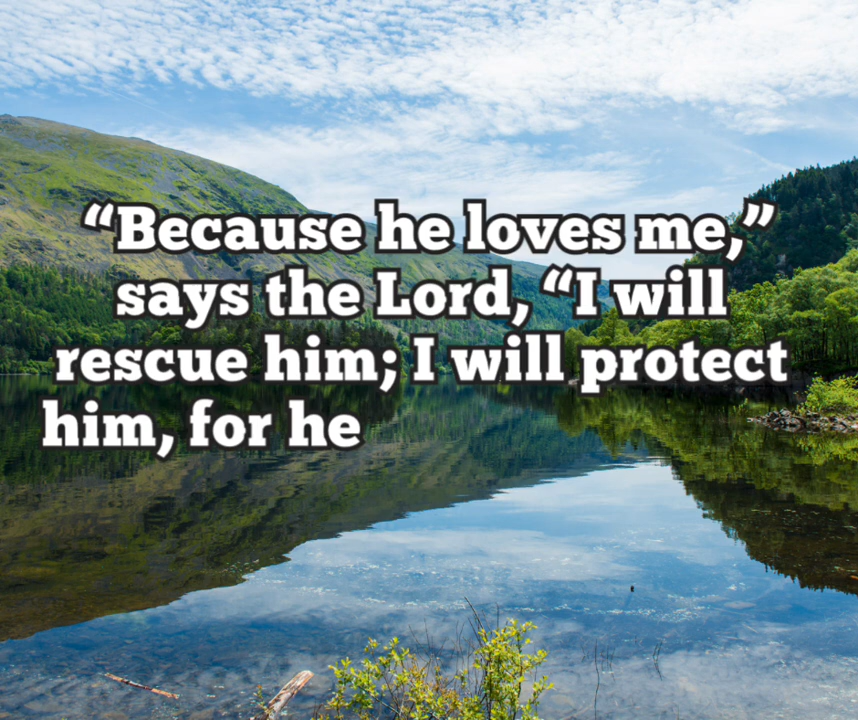 “Because he loves me,”
says the Lord, “I will
rescue him; I will protect
him, for he